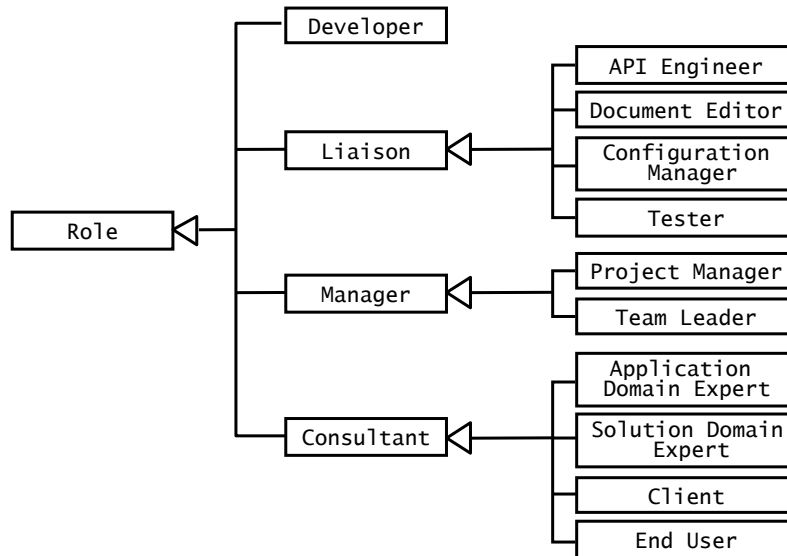 Developer
API Engineer
Document Editor
Liaison
Configuration
Manager
Tester
Role
Project Manager
Manager
Team Leader
Application
Domain Expert
Consultant
Solution Domain
Expert
Client
End User